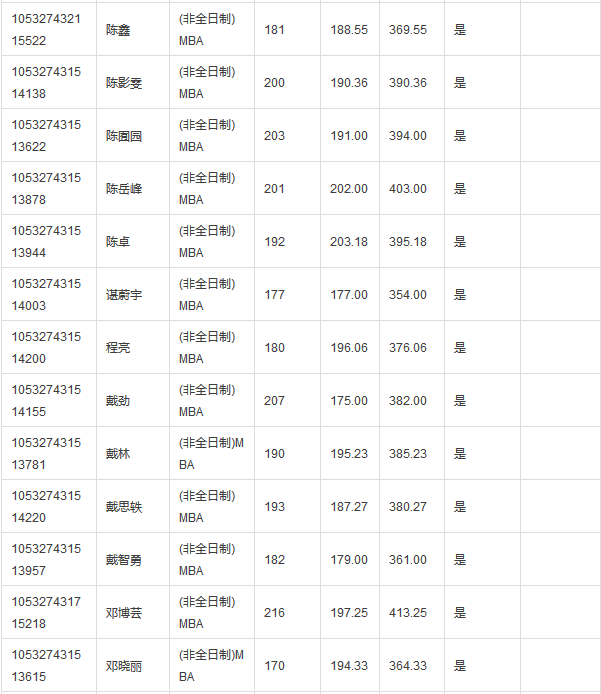 1053274321 15522 陈鑫 (非全日制) MBA 181 188.55 369.55 是
1053274315 14138 陈影雯 (非全日制) MBA 200 190.36 390.36 是
1053274315 13622 陈囿园 (非全日制) MBA 203 191.00 394.00 是
1053274315 13878 陈岳峰 (非全日制) MBA 201 202.00 403.00 是
1053274315 13944 陈卓 (非全日制) MBA 192 203.18 395.18 是
1053274315 14003 谌蔚宇 (非全日制) MBA 177 177.00 354.00 是
1053274315 14200 程亮 (非全日制) MBA 180 196.06 376.06 是
1053274315 14155 戴劲 (非全日制) MBA 207 175.00 382.00 是
1053274315 13781 戴林 (非全日制)M BA 190 195.23 385.23 是
1053274315 14220 戴思轶 (非全日制) MBA 193 187.27 380.27 是
1053274315 13957 戴智勇 (非全日制) MBA 182 179.00 361.00 是
1053274317 15218 邓博芸 (非全日制) MBA 216 197.25 413.25 是
1053274315 13615 邓晓丽 (非全日制)M BA 170 194.33 364.33 是